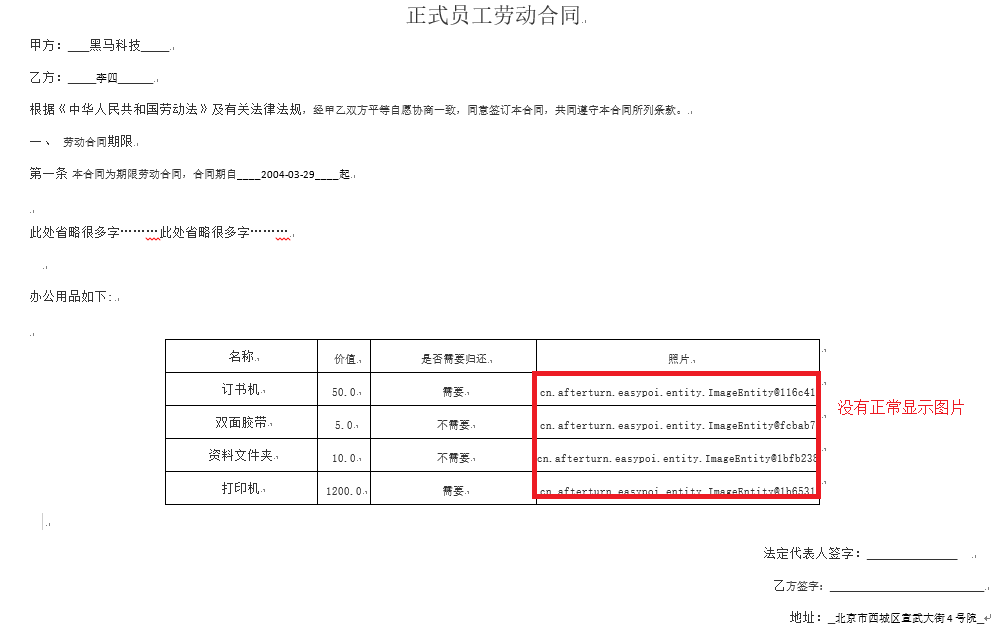 正式员工劳动合同
甲方：___黑马科技____
乙方：____李四_____
根据《中华人民共和国劳动法》及有关法律法规，经甲乙双方平等自愿协商一致，同意签订本合同，共同遵守本合同所列条款。
一、 劳动合同期限
第一条 本合同为期限劳动合同，合同期自____2004-03-29____起
此处省略很多字………此处省略很多字………
办公用品如下：
名称 价值 是否需要归还 照片
订书机 50.0 需要 cn.afterturn.easypoi.entity.ImageEntity@116c41
双面胶带 5.0 不需要 cn.afterturn.easypoi.entity.ImageEntity@fcbab7
没有正常显示图片
资料文件夹 10.0 不需要 cn.afterturn.easypoi.entity.ImageEntity@1bfb238
打印机 1200.0 需要 cn.afterturn.easypoi.entity.ImageEntity@1b6531
法定代表人签字：______________
乙方签字：________________________
地址：_北京市西城区宣武大街4号院_